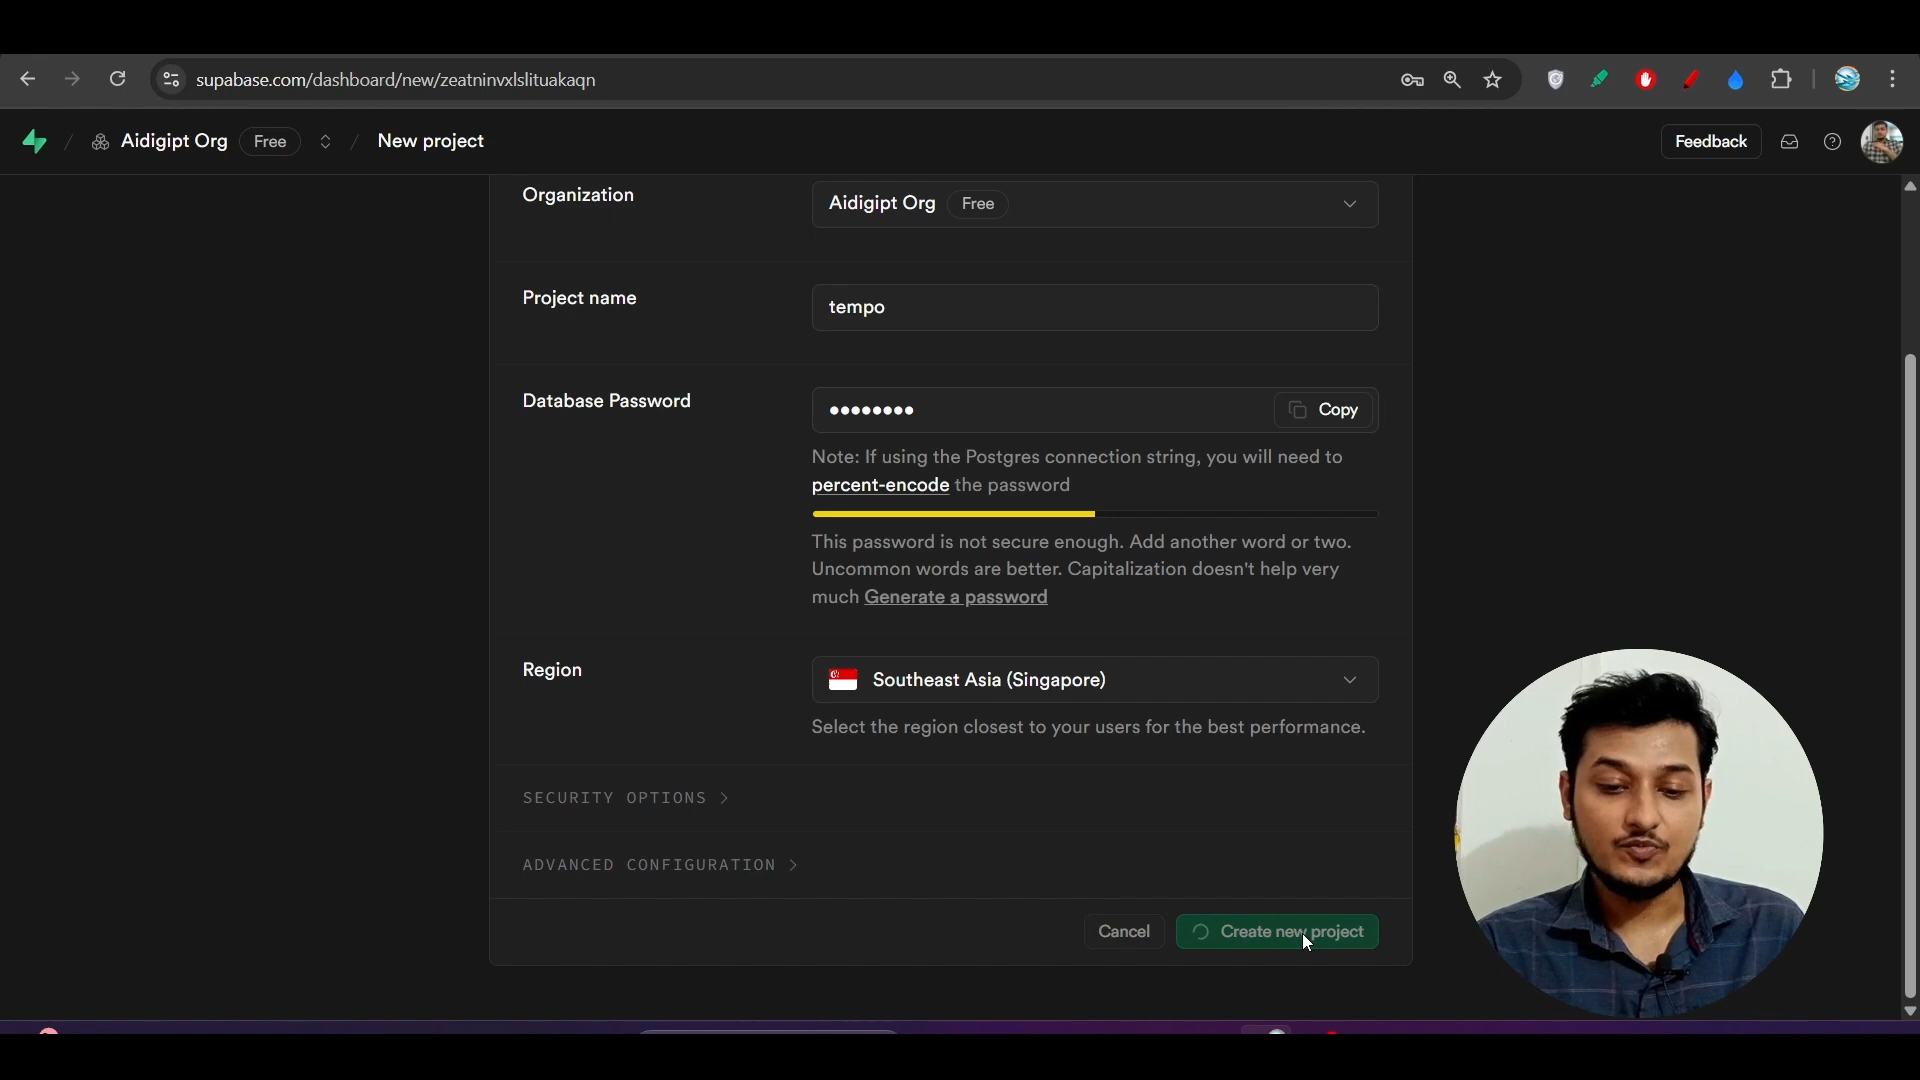 supabase.com/dashboard/new/zeatninvxlslituakaqn
Aidigipt Org
Free
New project
Feedback
Organization
Aidigipt Org
Free
Project name
tempo
Database Password
••••••••
Copy
Note: If using the Postgres connection string, you will need to
percent-encode the password
This password is not secure enough. Add another word or two.
Uncommon words are better. Capitalization doesn't help very
much Generate a password
Region
Southeast Asia (Singapore)
Select the region closest to your users for the best performance.
SECURITY OPTIONS
ADVANCED CONFIGURATION
Cancel
Create new project